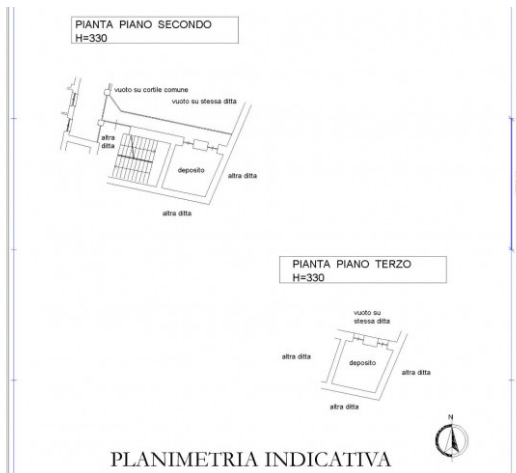 PIANTA PIANO SECONDO
H=330
vuoto su cortile comune
vuoto su stessa ditta
altra
ditta
deposito
altra ditta
altra ditta
PIANTA PIANO TERZO
H=330
vuoto su
stessa ditta
altra ditta
deposito
altra ditta
altra ditta
N
PLANIMETRIA INDICATIVA